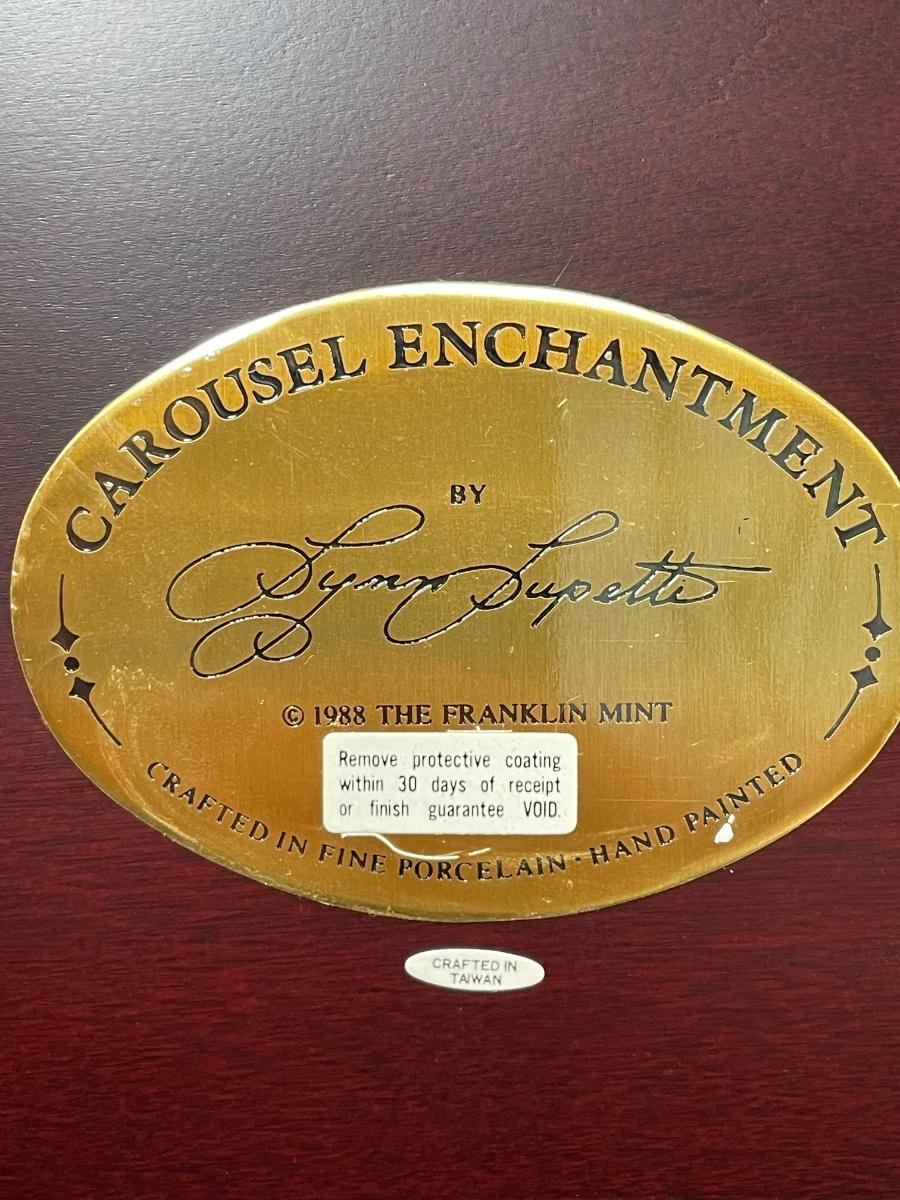 CAROUSEL ENCHANTMENT
BY
Lynn Lupetti
© 1988 THE FRANKLIN MINT
Remove protective coating
within 30 days of receipt
or finish guarantee VOID.
CRAFTED IN FINE PORCELAIN · HAND PAINTED
CRAFTED IN
TAIWAN